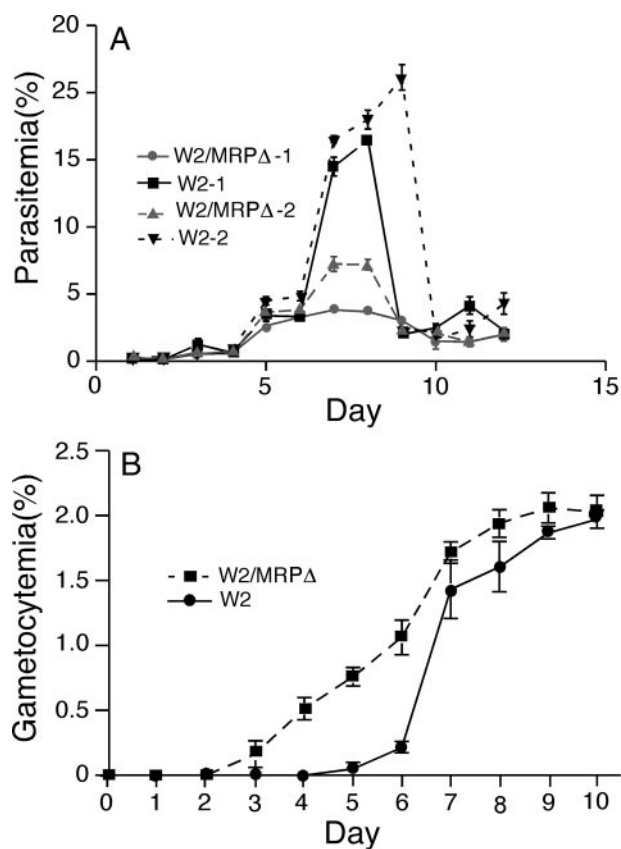 A
Parasitemia(%)
20
25
15
5
0
W2/MRPΔ-1
W2-1
W2/MRPΔ-2
W2-2
0 5 10 15
Day
B
Gametocytemia(%)
2.5
2.0
1.5
1.0
0.5
0
W2/MRPΔ
W2
0 1 2 3 4 5 6 7 8 9 10
Day